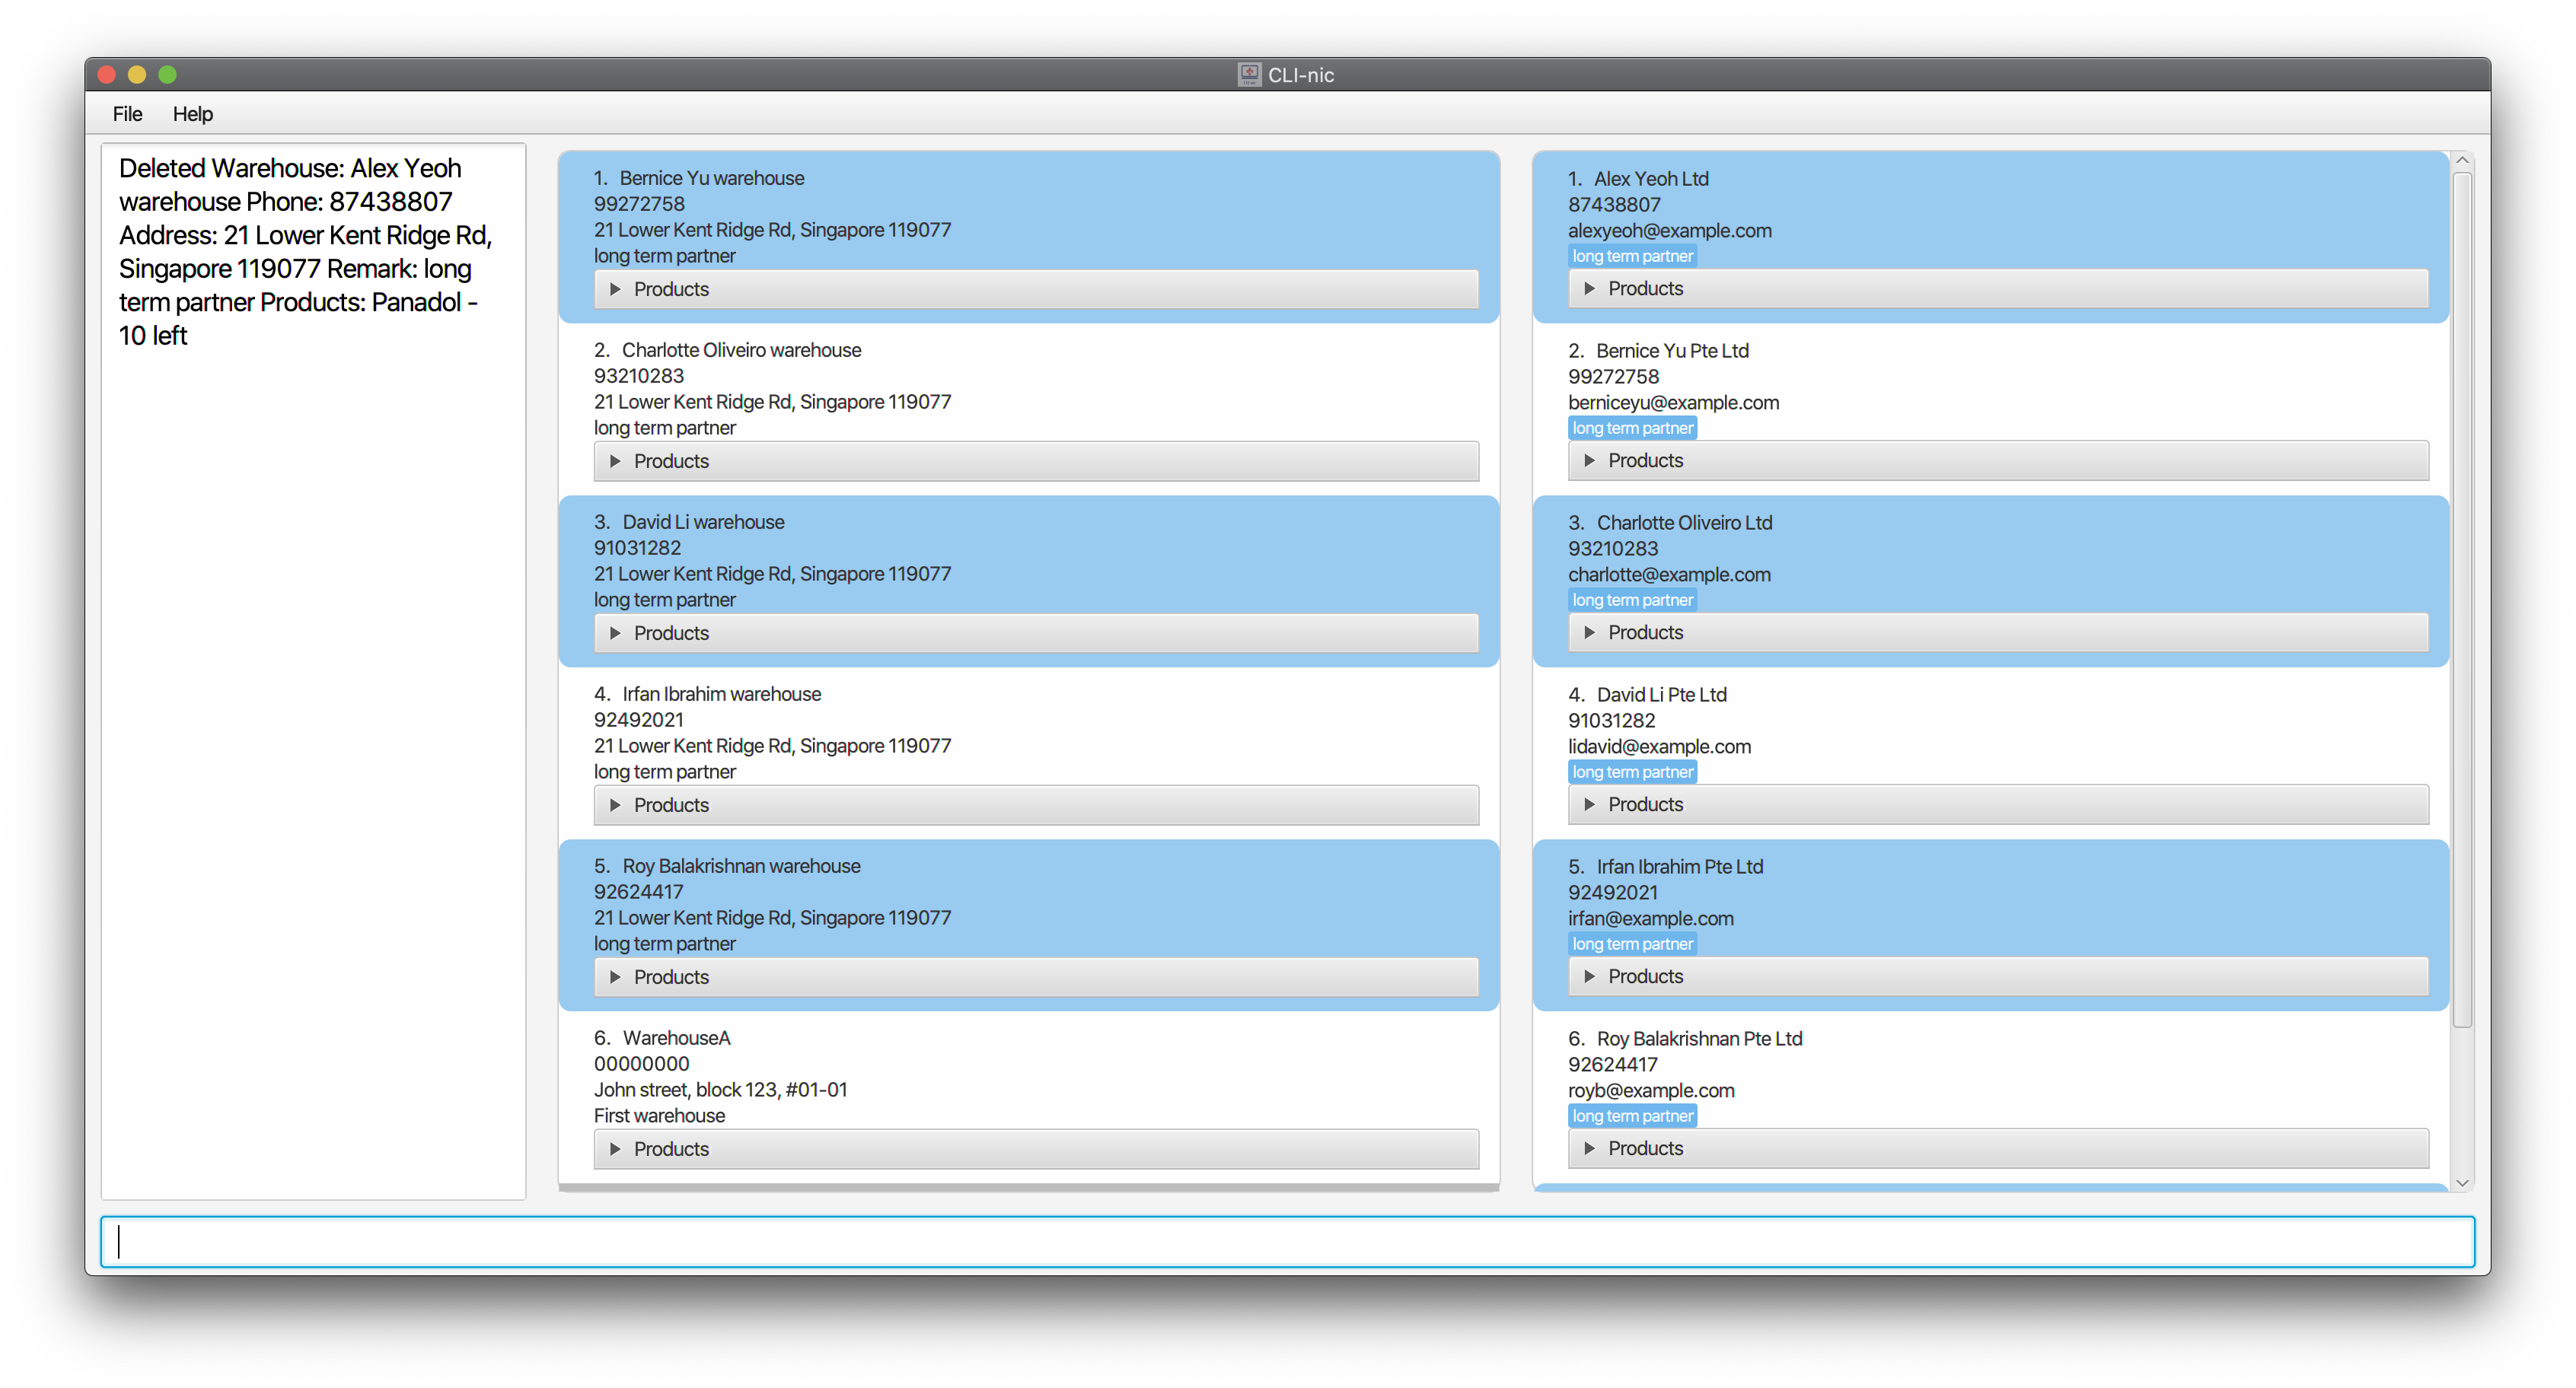 CLI-nic
File Help
Deleted Warehouse: Alex Yeoh
warehouse Phone: 87438807
Address: 21 Lower Kent Ridge Rd,
Singapore 119077 Remark: long
term partner Products: Panadol -
10 left
1. Bernice Yu warehouse
99272758
21 Lower Kent Ridge Rd, Singapore 119077
long term partner
Products
2. Charlotte Oliveiro warehouse
93210283
21 Lower Kent Ridge Rd, Singapore 119077
long term partner
Products
3. David Li warehouse
91031282
21 Lower Kent Ridge Rd, Singapore 119077
long term partner
Products
4. Irfan Ibrahim warehouse
92492021
21 Lower Kent Ridge Rd, Singapore 119077
long term partner
Products
5. Roy Balakrishnan warehouse
92624417
21 Lower Kent Ridge Rd, Singapore 119077
long term partner
Products
6. WarehouseA
00000000
John street, block 123, #01-01
First warehouse
Products
1. Alex Yeoh Ltd
87438807
alexyeoh@example.com
long term partner
Products
2. Bernice Yu Pte Ltd
99272758
berniceyu@example.com
long term partner
Products
3. Charlotte Oliveiro Ltd
93210283
charlotte@example.com
long term partner
Products
4. David Li Pte Ltd
91031282
lidavid@example.com
long term partner
Products
5. Irfan Ibrahim Pte Ltd
92492021
irfan@example.com
long term partner
Products
6. Roy Balakrishnan Pte Ltd
92624417
royb@example.com
long term partner
Products